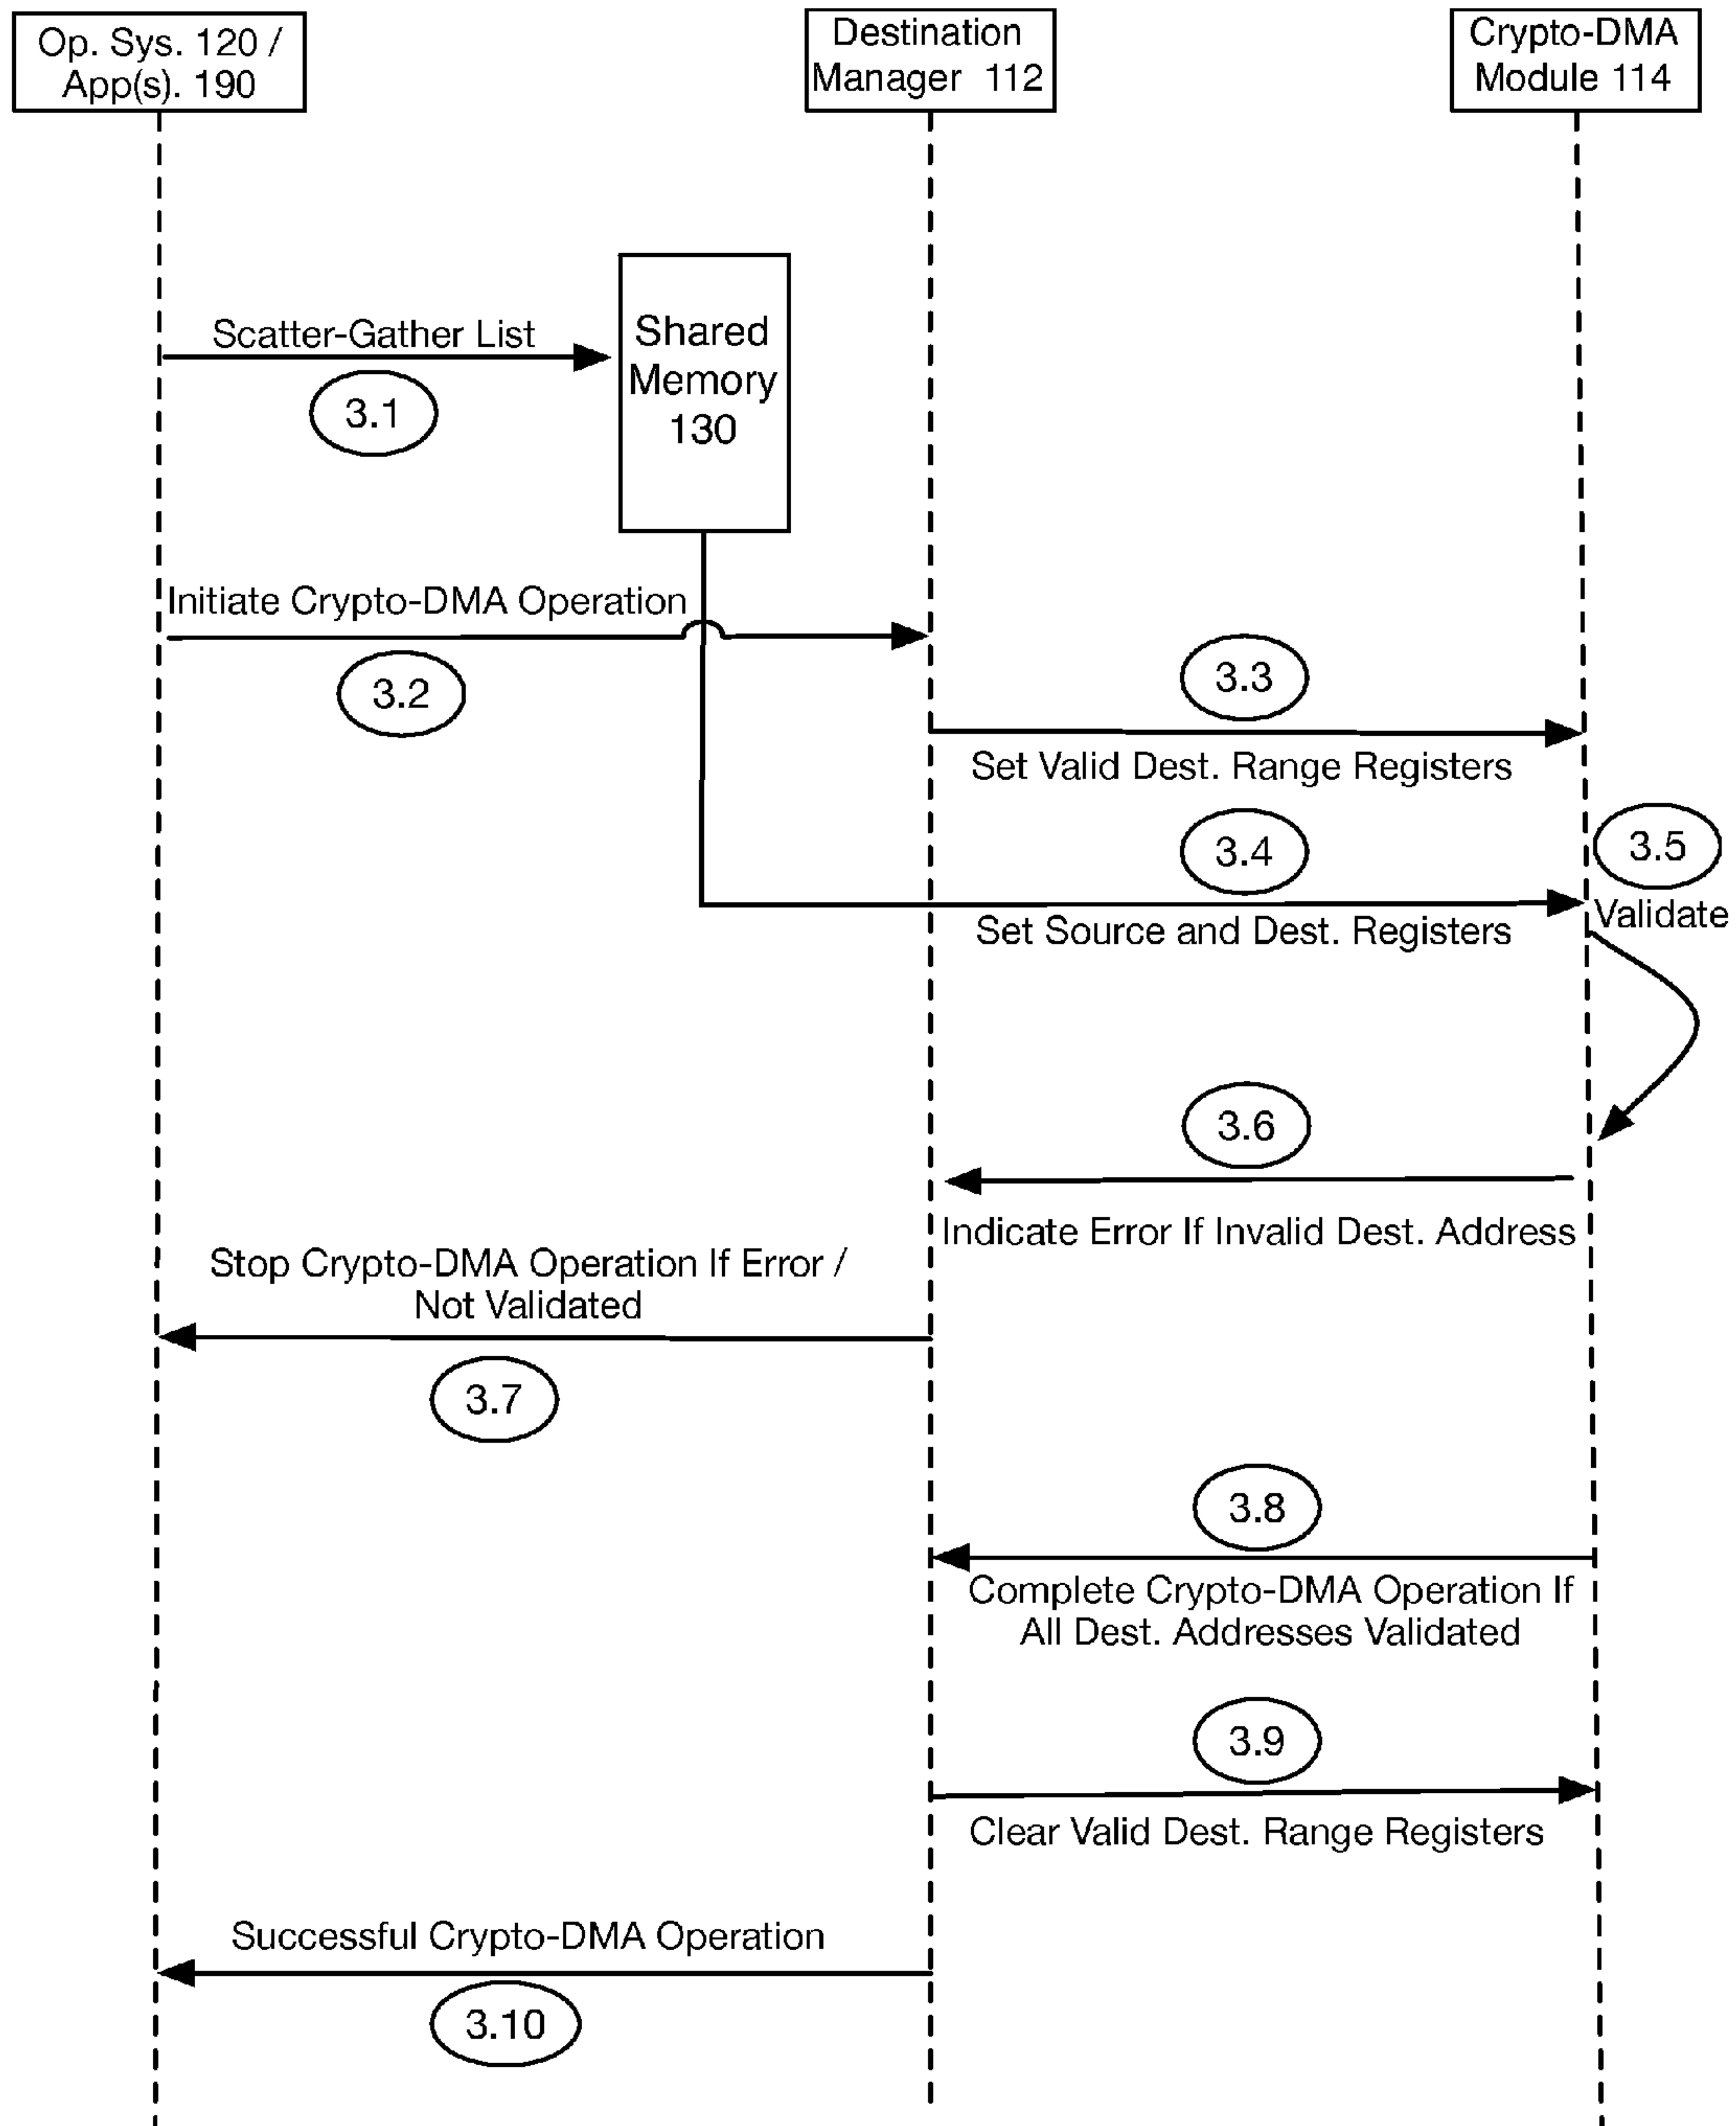 Op. Sys. 120 /
App(s). 190
Destination
Manager 112
Crypto-DMA
Module 114
Scatter-Gather List
3.1
Shared
Memory
130
Initiate Crypto-DMA Operation
3.2
3.3
Set Valid Dest. Range Registers
3.4
Set Source and Dest. Registers
3.5
Validate
3.6
Indicate Error If Invalid Dest. Address
Stop Crypto-DMA Operation If Error /
Not Validated
3.7
3.8
Complete Crypto-DMA Operation If
All Dest. Addresses Validated
3.9
Clear Valid Dest. Range Registers
Successful Crypto-DMA Operation
3.10